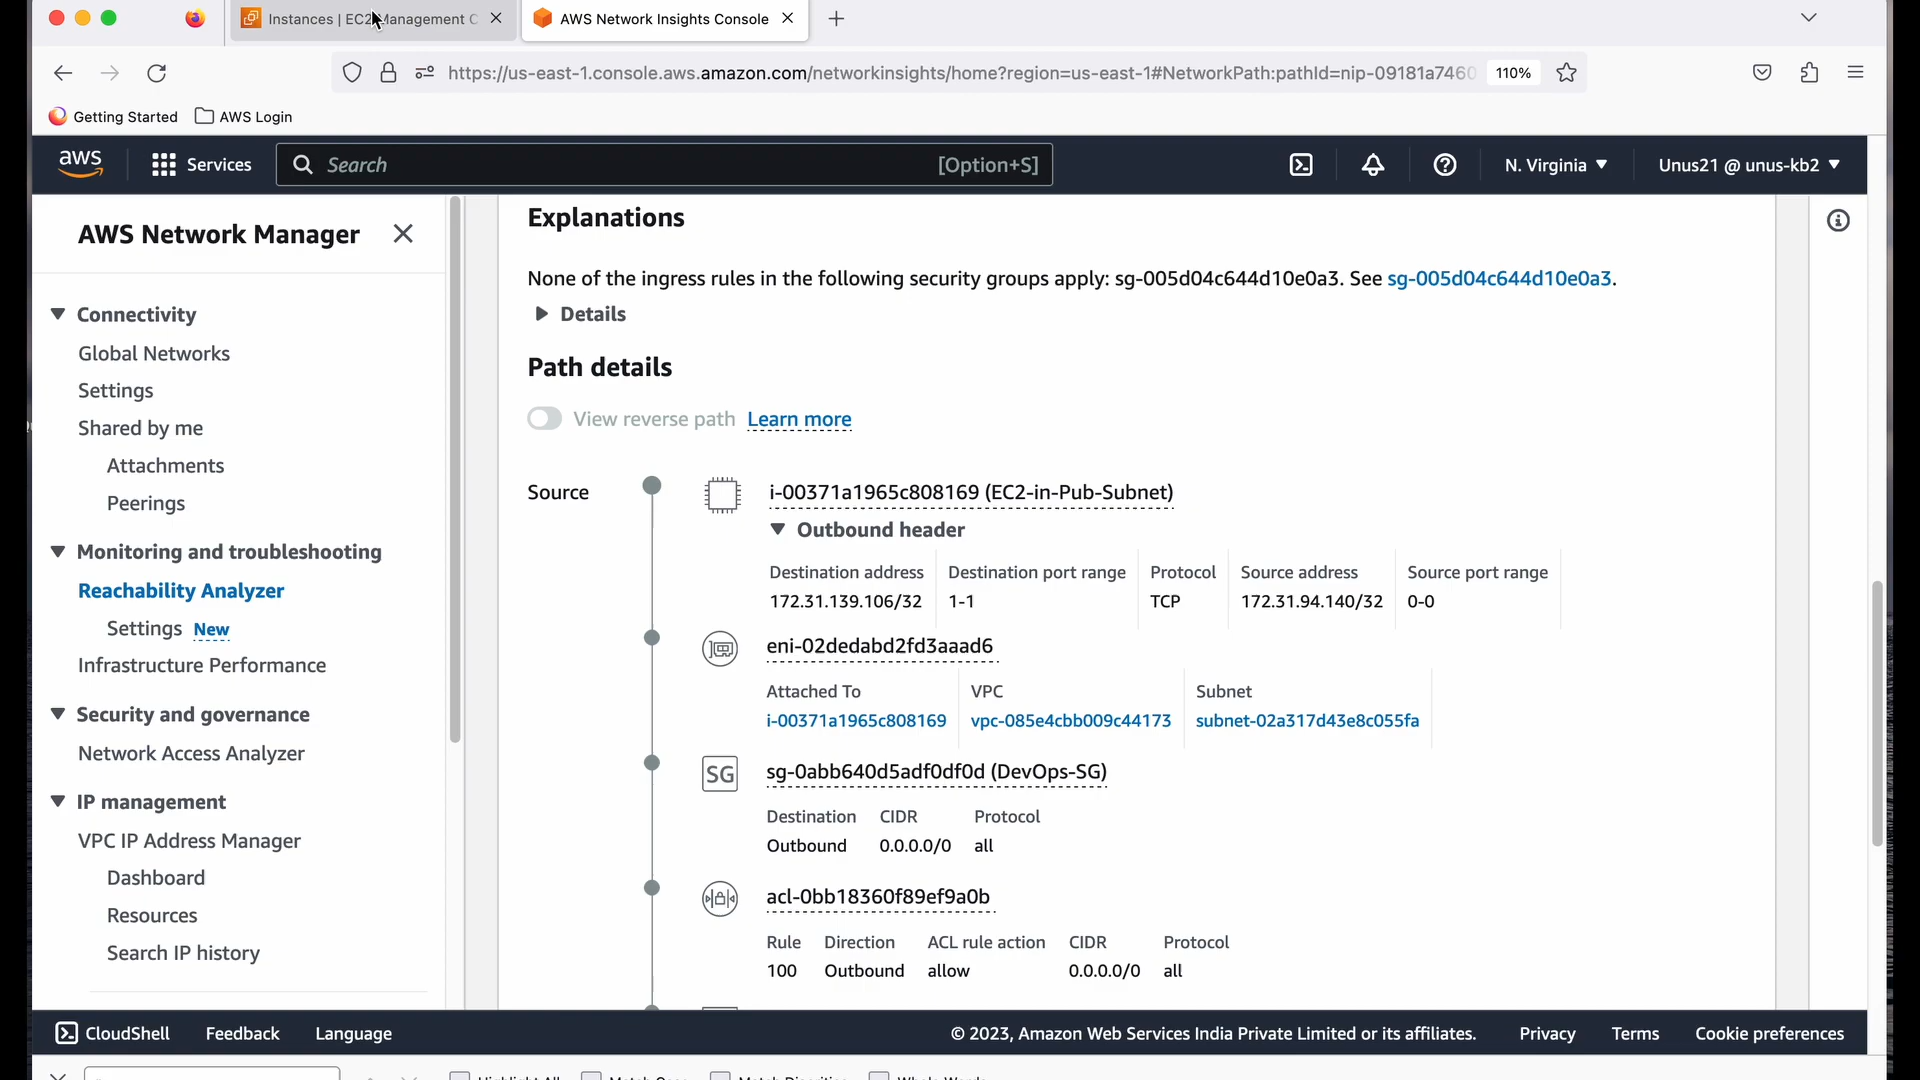 Instances | EC2 Management C
AWS Network Insights Console
https://us-east-1.console.aws.amazon.com/networkinsights/home?region=us-east-1#NetworkPath:pathId=nip-09181a7460
110%
Getting Started
AWS Login
aws
Services
Search
[Option+S]
N. Virginia
Unus21 @ unus-kb2
AWS Network Manager
Connectivity
Global Networks
Settings
Shared by me
Attachments
Peerings
Monitoring and troubleshooting
Reachability Analyzer
Settings New
Infrastructure Performance
Security and governance
Network Access Analyzer
IP management
VPC IP Address Manager
Dashboard
Resources
Search IP history
Explanations
None of the ingress rules in the following security groups apply: sg-005d04c644d10e0a3. See sg-005d04c644d10e0a3.
Details
Path details
View reverse path Learn more
Source
i-00371a1965c808169 (EC2-in-Pub-Subnet)
Outbound header
Destination address Destination port range Protocol Source address Source port range
172.31.139.106/32 1-1 TCP 172.31.94.140/32 0-0
eni-02dedabd2fd3aaad6
Attached To VPC Subnet
i-00371a1965c808169 vpc-085e4cbb009c44173 subnet-02a317d43e8c055fa
SG
sg-0abb640d5adf0df0d (DevOps-SG)
Destination CIDR Protocol
Outbound 0.0.0.0/0 all
acl-0bb18360f89ef9a0b
Rule Direction ACL rule action CIDR Protocol
100 Outbound allow 0.0.0.0/0 all
CloudShell Feedback Language
© 2023, Amazon Web Services India Private Limited or its affiliates. Privacy Terms Cookie preferences